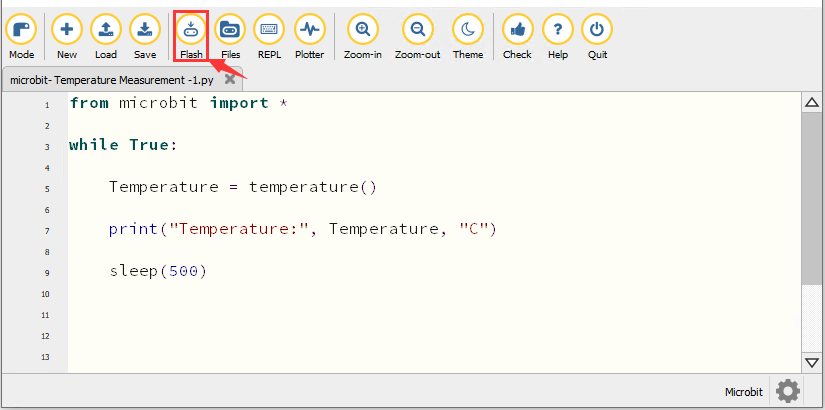 Mode New Load Save Flash Files REPL Plotter Zoom-in Zoom-out Theme Check Help Quit
microbit- Temperature Measurement -1.py
1 from microbit import *
2
3 while True:
4
5 Temperature = temperature()
6
7 print("Temperature:", Temperature, "C")
8
9 sleep(500)
10
11
12
13
Microbit